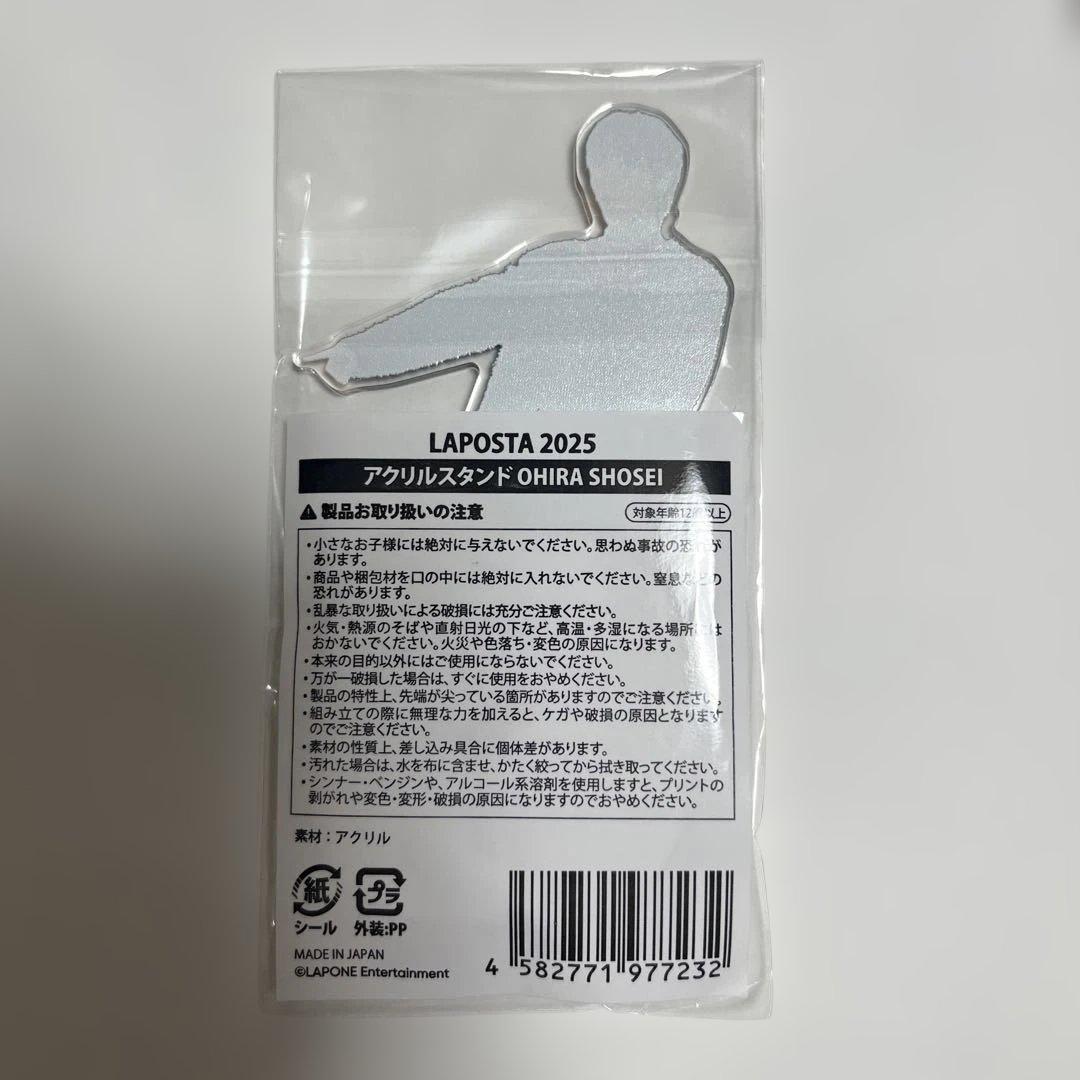 LAPOSTA 2025
アクリルスタンド OHIRA SHOSEI
製品お取り扱いの注意
対象年齢12歳以上
・小さなお子様には絶対に与えないでください。思わぬ事故の恐れが
あります。
・商品や梱包材を口の中には絶対に入れないでください。窒息などの
恐れがあります。
・乱暴な取り扱いによる破損には充分ご注意ください。
・火気・熱源のそばや直射日光の下など、高温・多湿になる場所には
おかないでください。火災や色落ち・変色の原因になります。
・本来の目的以外にはご使用にならないでください。
・万が一破損した場合は、すぐに使用をおやめください。
・製品の特性上、先端が尖っている箇所がありますのでご注意ください。
・組み立ての際に無理な力を加えると、ケガや破損の原因となります
のでご注意ください。
・素材の性質上、差し込み具合に個体差があります。
・汚れた場合は、水を布に含ませ、かたく絞ってから拭き取ってください。
・シンナー・ベンジンや、アルコール系溶剤を使用しますと、プリントの
剥がれや変色・変形・破損の原因になりますのでおやめください。
素材：アクリル
紙 プラ
シール 外装:PP
MADE IN JAPAN
©LAPONE Entertainment
4 582771 977232